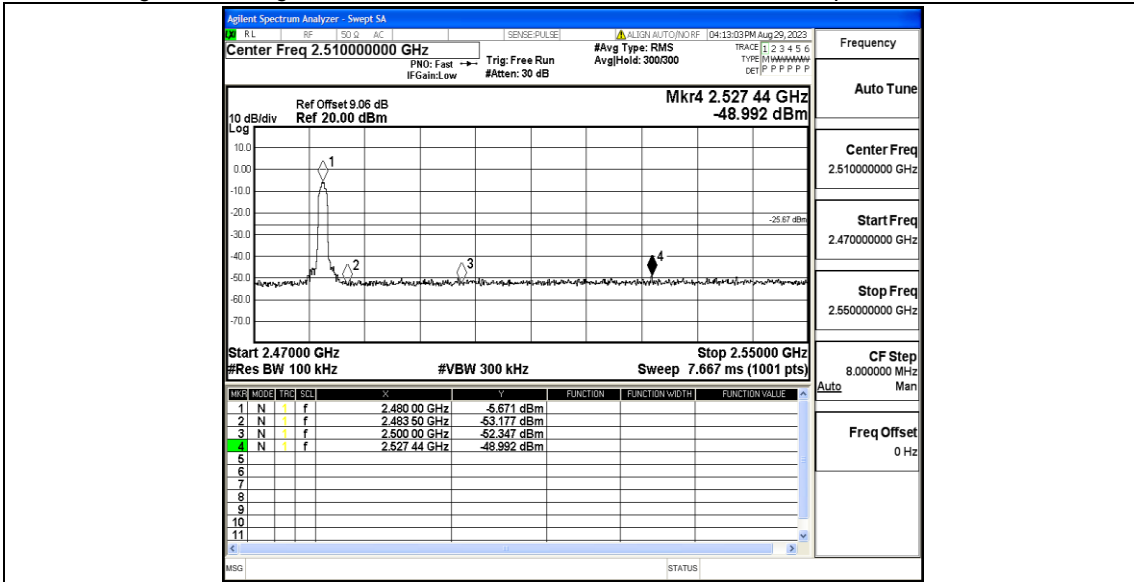 Agilent Spectrum Analyzer - Swept SA
RL RF 50 Ω AC SENSE:PULSE ALIGN AUTO/NO RF 04:13:03 PM Aug 29, 2023
Center Freq 2.510000000 GHz
PNO: Fast
IFGain:Low
Trig: Free Run
#Atten: 30 dB
#Avg Type: RMS
Avg|Hold: 300/300
TRACE 1 2 3 4 5 6
TYPE M
DET P P P P P P
Mkr4 2.527 44 GHz
-48.992 dBm
Ref Offset 9.06 dB
10 dB/div Ref 20.00 dBm
Log
10.0
0.00
-10.0
-20.0
-30.0
-40.0
-50.0
-60.0
-70.0
1
2
3
4
-25.67 dBm
Start 2.47000 GHz Stop 2.55000 GHz
#Res BW 100 kHz #VBW 300 kHz Sweep 7.667 ms (1001 pts)
MKR MODE TRC SCL X Y FUNCTION FUNCTION WIDTH FUNCTION VALUE
1 N 1 f 2.480 00 GHz -5.671 dBm
2 N 1 f 2.483 50 GHz -53.177 dBm
3 N 1 f 2.500 00 GHz -52.347 dBm
4 N 1 f 2.527 44 GHz -48.992 dBm
5
6
7
8
9
10
11
MSG STATUS
Frequency
Auto Tune
Center Freq
2.510000000 GHz
Start Freq
2.470000000 GHz
Stop Freq
2.550000000 GHz
CF Step
8.000000 MHz
Auto Man
Freq Offset
0 Hz